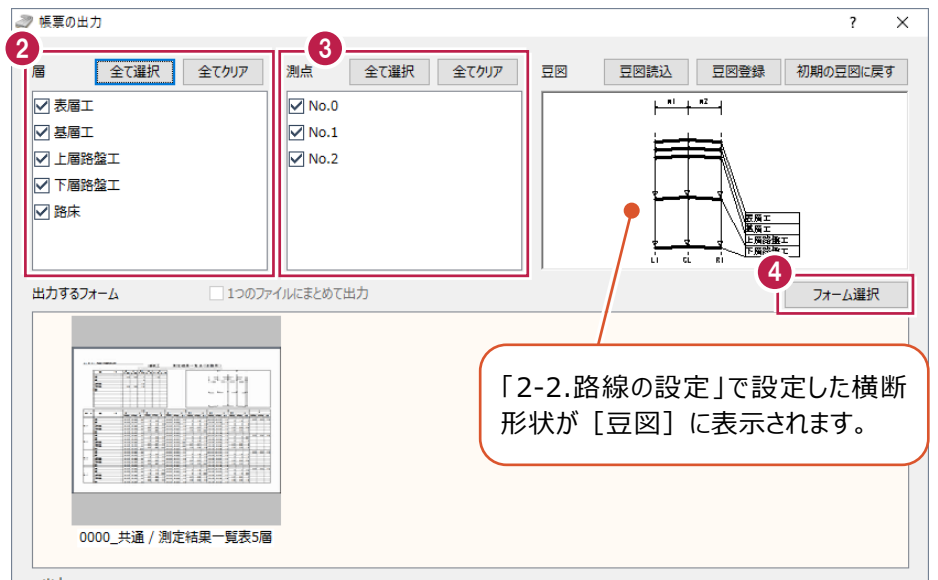 帳票の出力 ? ×
2 3
層 全て選択 全てクリア 測点 全て選択 全てクリア 豆図 豆図読込 豆図登録 初期の豆図に戻す
表層工 No.0
基層工 No.1
上層路盤工 No.2
下層路盤工
路床
W1 W2
表層工
基層工
上層路盤工
下層路盤工
L1 CL R1
4
出力するフォーム 1つのファイルにまとめて出力 フォーム選択
「2-2.路線の設定」で設定した横断
形状が［豆図］に表示されます。
0000_共通 / 測定結果一覧表5層